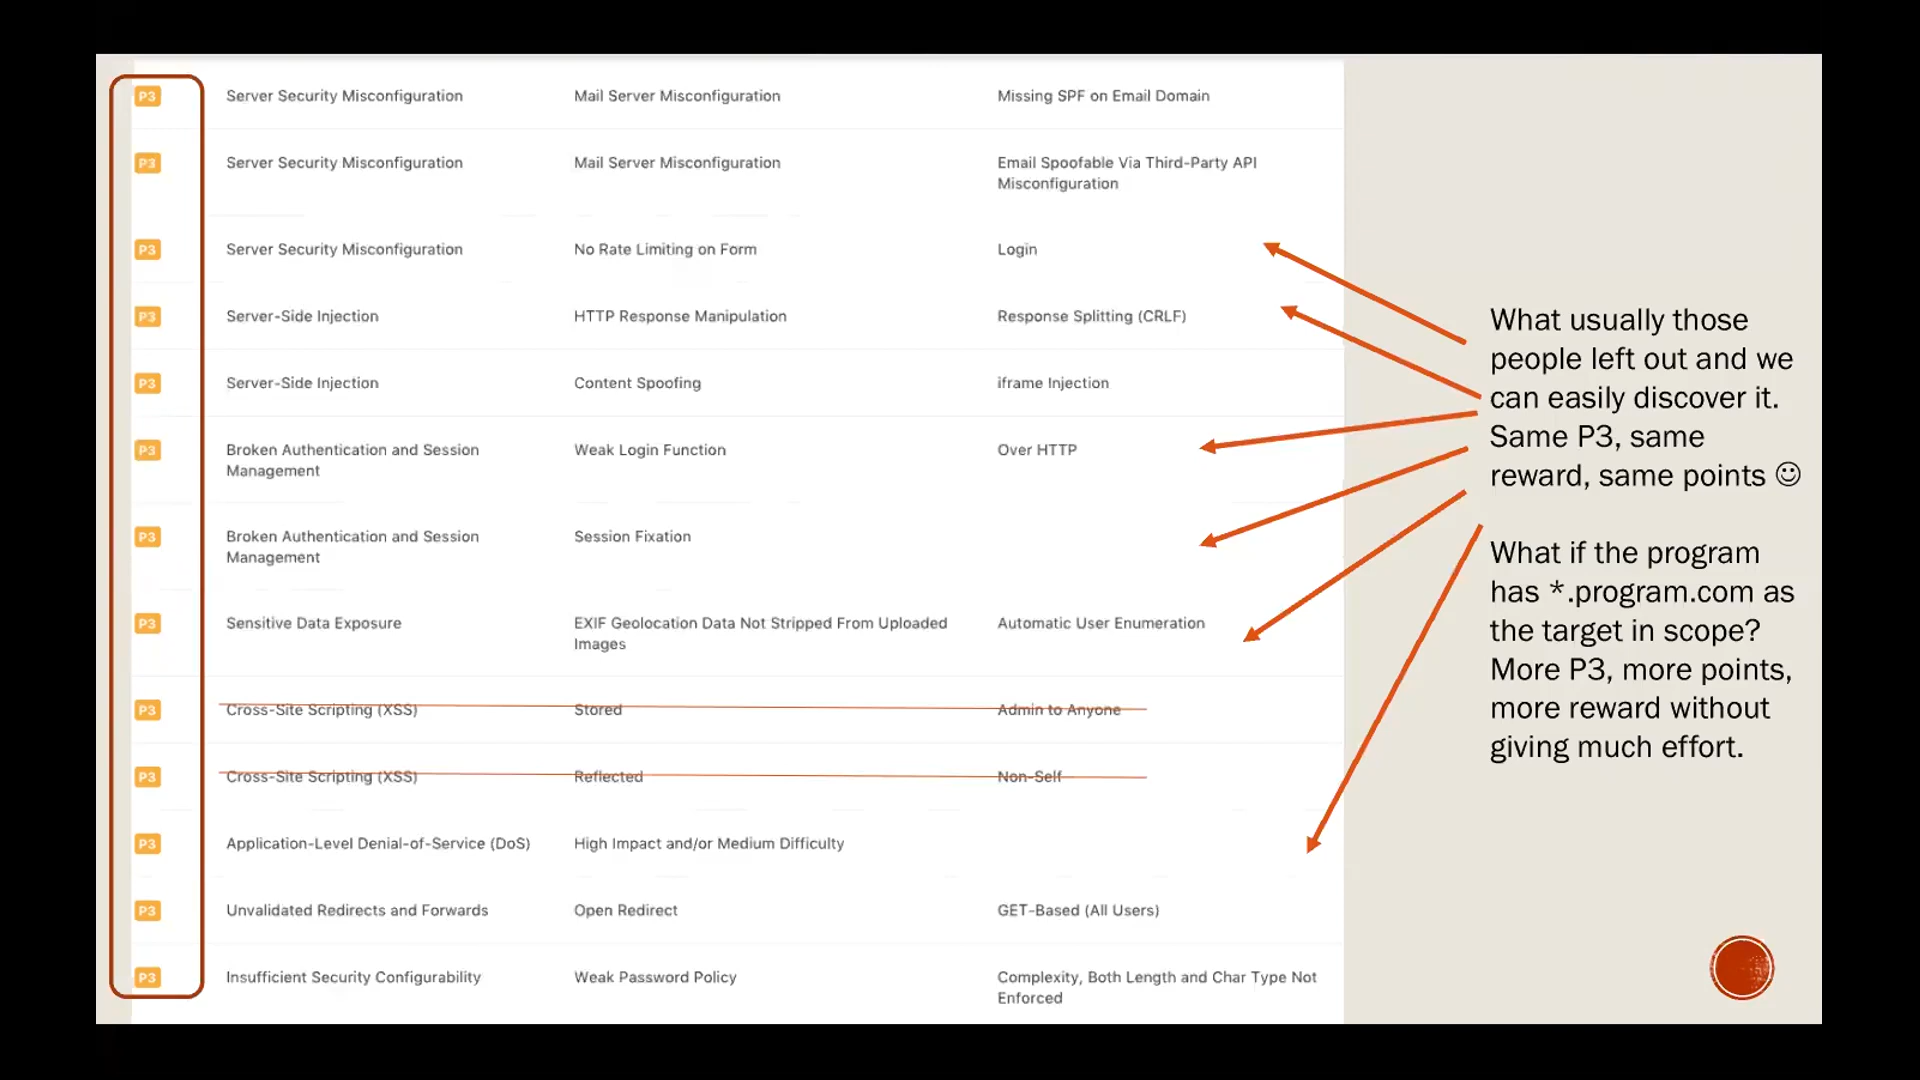 P3 Server Security Misconfiguration Mail Server Misconfiguration Missing SPF on Email Domain
P3 Server Security Misconfiguration Mail Server Misconfiguration Email Spoofable Via Third-Party API
Misconfiguration
P3 Server Security Misconfiguration No Rate Limiting on Form Login
P3 Server-Side Injection HTTP Response Manipulation Response Splitting (CRLF)
P3 Server-Side Injection Content Spoofing iframe Injection
P3 Broken Authentication and Session Weak Login Function Over HTTP
Management
P3 Broken Authentication and Session Session Fixation
Management
P3 Sensitive Data Exposure EXIF Geolocation Data Not Stripped From Uploaded Automatic User Enumeration
Images
P3 Cross-Site Scripting (XSS) Stored Admin to Anyone
P3 Cross-Site Scripting (XSS) Reflected Non-Self
P3 Application-Level Denial-of-Service (DoS) High Impact and/or Medium Difficulty
P3 Unvalidated Redirects and Forwards Open Redirect GET-Based (All Users)
P3 Insufficient Security Configurability Weak Password Policy Complexity, Both Length and Char Type Not
Enforced
What usually those
people left out and we
can easily discover it.
Same P3, same
reward, same points ☺
What if the program
has *.program.com as
the target in scope?
More P3, more points,
more reward without
giving much effort.